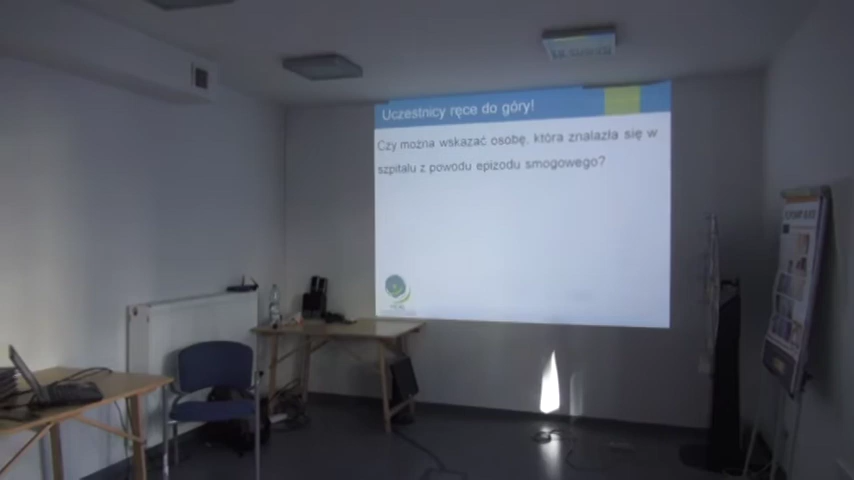 Uczestnicy ręce do góry!
Czy można wskazać osobę, która znalazła się w
szpitalu z powodu epizodu smogowego?